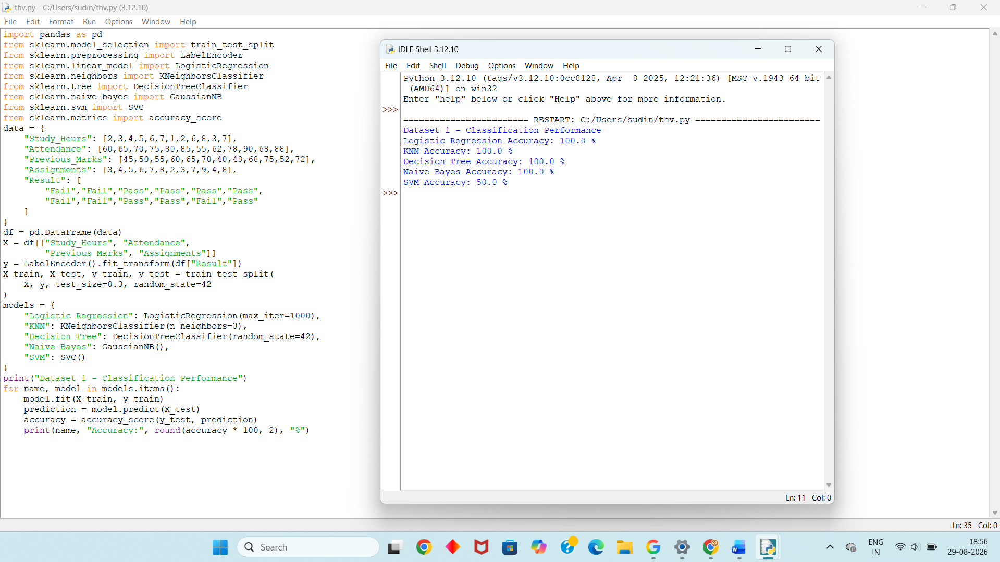 thv.py - C:/Users/sudin/thv.py (3.12.10)
File Edit Format Run Options Window Help
import pandas as pd
from sklearn.model_selection import train_test_split
from sklearn.preprocessing import LabelEncoder
from sklearn.linear_model import LogisticRegression
from sklearn.neighbors import KNeighborsClassifier
from sklearn.tree import DecisionTreeClassifier
from sklearn.naive_bayes import GaussianNB
from sklearn.svm import SVC
from sklearn.metrics import accuracy_score
data = {
    "Study_Hours": [2,3,4,5,6,7,1,2,6,8,3,7],
    "Attendance": [60,65,70,75,80,85,55,62,78,90,68,88],
    "Previous_Marks": [45,50,55,60,65,70,40,48,68,75,52,72],
    "Assignments": [3,4,5,6,7,8,2,3,7,9,4,8],
    "Result": [
        "Fail","Fail","Pass","Pass","Pass","Pass",
        "Fail","Fail","Pass","Pass","Fail","Pass"
    ]
}
df = pd.DataFrame(data)
X = df[["Study_Hours", "Attendance",
        "Previous_Marks", "Assignments"]]
y = LabelEncoder().fit_transform(df["Result"])
X_train, X_test, y_train, y_test = train_test_split(
    X, y, test_size=0.3, random_state=42
)
models = {
    "Logistic Regression": LogisticRegression(max_iter=1000),
    "KNN": KNeighborsClassifier(n_neighbors=3),
    "Decision Tree": DecisionTreeClassifier(random_state=42),
    "Naive Bayes": GaussianNB(),
    "SVM": SVC()
}
print("Dataset 1 - Classification Performance")
for name, model in models.items():
    model.fit(X_train, y_train)
    prediction = model.predict(X_test)
    accuracy = accuracy_score(y_test, prediction)
    print(name, "Accuracy:", round(accuracy * 100, 2), "%")
IDLE Shell 3.12.10
File Edit Shell Debug Options Window Help
Python 3.12.10 (tags/v3.12.10:0cc8128, Apr  8 2025, 12:21:36) [MSC v.1943 64 bit
 (AMD64)] on win32
Enter "help" below or click "Help" above for more information.
>>>
======================== RESTART: C:/Users/sudin/thv.py ========================
Dataset 1 - Classification Performance
Logistic Regression Accuracy: 100.0 %
KNN Accuracy: 100.0 %
Decision Tree Accuracy: 100.0 %
Naive Bayes Accuracy: 100.0 %
SVM Accuracy: 50.0 %
>>>
Ln: 11 Col: 0
Ln: 35 Col: 0
Search
ENG
IN
18:56
29-08-2026